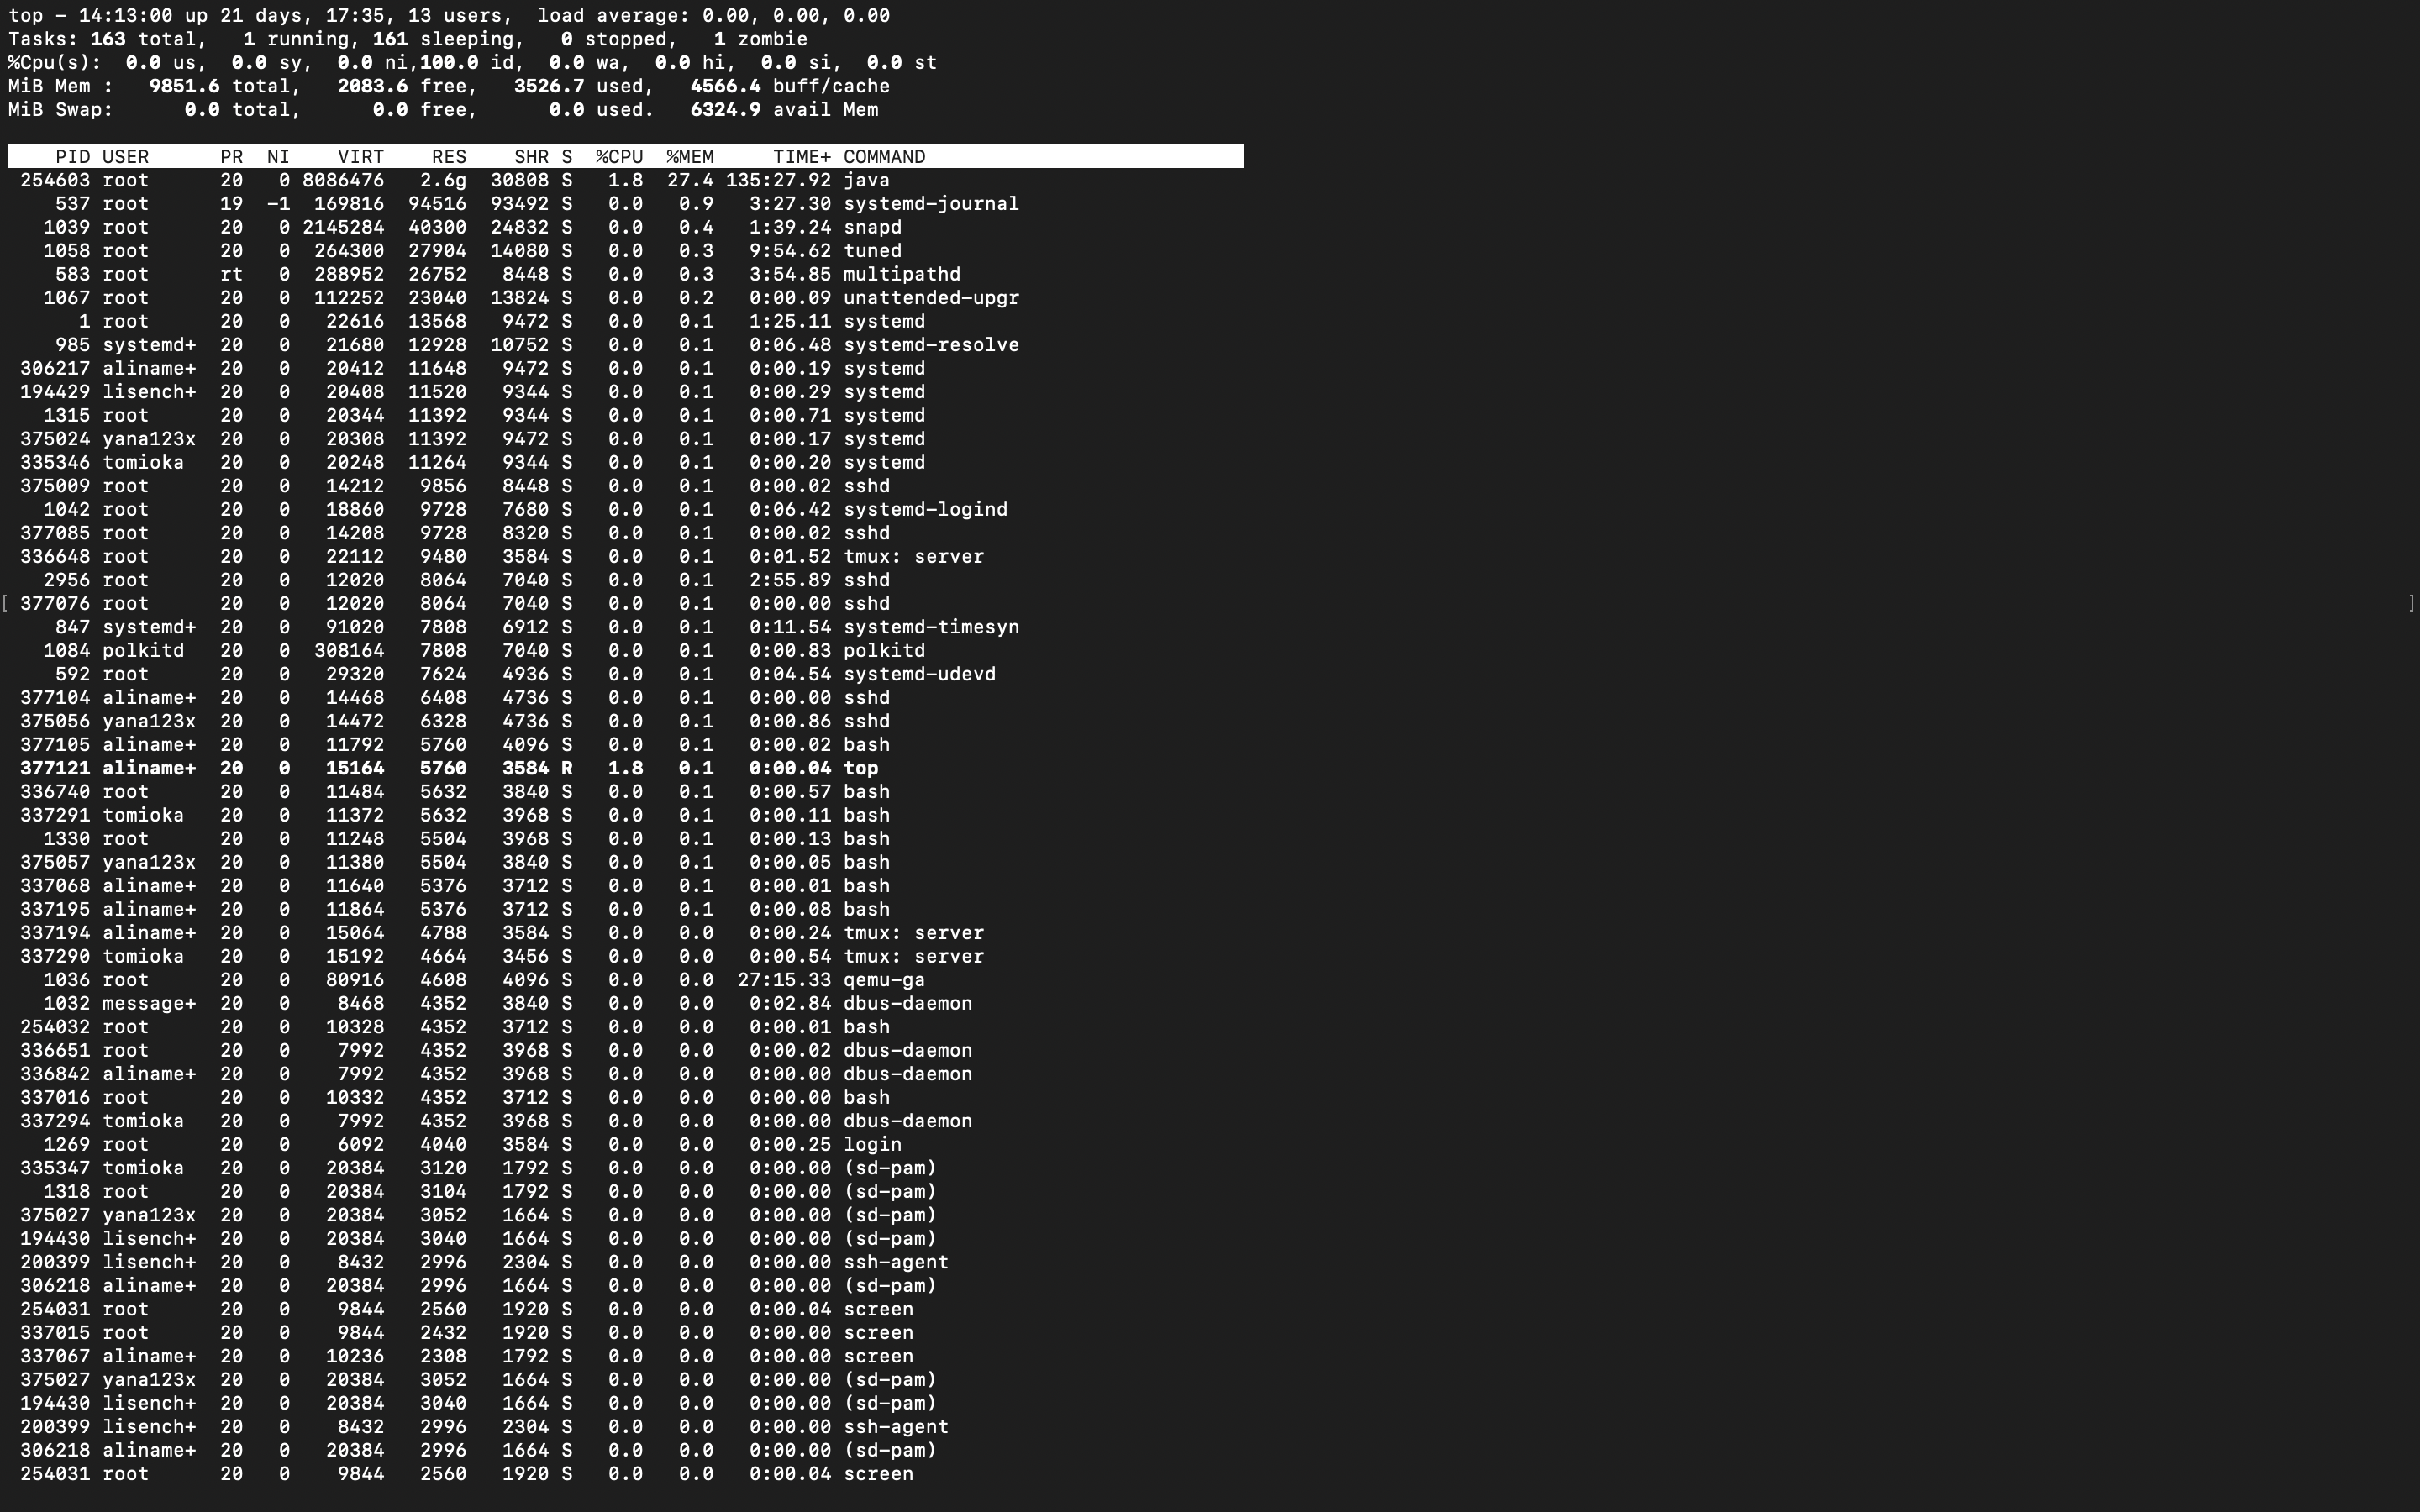 top - 14:13:00 up 21 days, 17:35, 13 users,  load average: 0.00, 0.00, 0.00
Tasks: 163 total,   1 running, 161 sleeping,   0 stopped,   1 zombie
%Cpu(s):  0.0 us,  0.0 sy,  0.0 ni,100.0 id,  0.0 wa,  0.0 hi,  0.0 si,  0.0 st
MiB Mem :   9851.6 total,   2083.6 free,   3526.7 used,   4566.4 buff/cache
MiB Swap:      0.0 total,      0.0 free,      0.0 used.   6324.9 avail Mem
PID USER      PR  NI    VIRT    RES    SHR S  %CPU  %MEM     TIME+ COMMAND
254603 root      20   0 8086476   2.6g  30808 S   1.8  27.4 135:27.92 java
537 root      19  -1  169816  94516  93492 S   0.0   0.9   3:27.30 systemd-journal
1039 root      20   0 2145284  40300  24832 S   0.0   0.4   1:39.24 snapd
1058 root      20   0  264300  27904  14080 S   0.0   0.3   9:54.62 tuned
583 root      rt   0  288952  26752   8448 S   0.0   0.3   3:54.85 multipathd
1067 root      20   0  112252  23040  13824 S   0.0   0.2   0:00.09 unattended-upgr
1 root      20   0   22616  13568   9472 S   0.0   0.1   1:25.11 systemd
985 systemd+  20   0   21680  12928  10752 S   0.0   0.1   0:06.48 systemd-resolve
306217 aliname+  20   0   20412  11648   9472 S   0.0   0.1   0:00.19 systemd
194429 lisench+  20   0   20408  11520   9344 S   0.0   0.1   0:00.29 systemd
1315 root      20   0   20344  11392   9344 S   0.0   0.1   0:00.71 systemd
375024 yana123x  20   0   20308  11392   9472 S   0.0   0.1   0:00.17 systemd
335346 tomioka   20   0   20248  11264   9344 S   0.0   0.1   0:00.20 systemd
375009 root      20   0   14212   9856   8448 S   0.0   0.1   0:00.02 sshd
1042 root      20   0   18860   9728   7680 S   0.0   0.1   0:06.42 systemd-logind
377085 root      20   0   14208   9728   8320 S   0.0   0.1   0:00.02 sshd
336648 root      20   0   22112   9480   3584 S   0.0   0.1   0:01.52 tmux: server
2956 root      20   0   12020   8064   7040 S   0.0   0.1   2:55.89 sshd
[ 377076 root      20   0   12020   8064   7040 S   0.0   0.1   0:00.00 sshd ]
847 systemd+  20   0   91020   7808   6912 S   0.0   0.1   0:11.54 systemd-timesyn
1084 polkitd   20   0  308164   7808   7040 S   0.0   0.1   0:00.83 polkitd
592 root      20   0   29320   7624   4936 S   0.0   0.1   0:04.54 systemd-udevd
377104 aliname+  20   0   14468   6408   4736 S   0.0   0.1   0:00.00 sshd
375056 yana123x  20   0   14472   6328   4736 S   0.0   0.1   0:00.86 sshd
377105 aliname+  20   0   11792   5760   4096 S   0.0   0.1   0:00.02 bash
377121 aliname+  20   0   15164   5760   3584 R   1.8   0.1   0:00.04 top
336740 root      20   0   11484   5632   3840 S   0.0   0.1   0:00.57 bash
337291 tomioka   20   0   11372   5632   3968 S   0.0   0.1   0:00.11 bash
1330 root      20   0   11248   5504   3968 S   0.0   0.1   0:00.13 bash
375057 yana123x  20   0   11380   5504   3840 S   0.0   0.1   0:00.05 bash
337068 aliname+  20   0   11640   5376   3712 S   0.0   0.1   0:00.01 bash
337195 aliname+  20   0   11864   5376   3712 S   0.0   0.1   0:00.08 bash
337194 aliname+  20   0   15064   4788   3584 S   0.0   0.0   0:00.24 tmux: server
337290 tomioka   20   0   15192   4664   3456 S   0.0   0.0   0:00.54 tmux: server
1036 root      20   0   80916   4608   4096 S   0.0   0.0  27:15.33 qemu-ga
1032 message+  20   0    8468   4352   3840 S   0.0   0.0   0:02.84 dbus-daemon
254032 root      20   0   10328   4352   3712 S   0.0   0.0   0:00.01 bash
336651 root      20   0    7992   4352   3968 S   0.0   0.0   0:00.02 dbus-daemon
336842 aliname+  20   0    7992   4352   3968 S   0.0   0.0   0:00.00 dbus-daemon
337016 root      20   0   10332   4352   3712 S   0.0   0.0   0:00.00 bash
337294 tomioka   20   0    7992   4352   3968 S   0.0   0.0   0:00.00 dbus-daemon
1269 root      20   0    6092   4040   3584 S   0.0   0.0   0:00.25 login
335347 tomioka   20   0   20384   3120   1792 S   0.0   0.0   0:00.00 (sd-pam)
1318 root      20   0   20384   3104   1792 S   0.0   0.0   0:00.00 (sd-pam)
375027 yana123x  20   0   20384   3052   1664 S   0.0   0.0   0:00.00 (sd-pam)
194430 lisench+  20   0   20384   3040   1664 S   0.0   0.0   0:00.00 (sd-pam)
200399 lisench+  20   0    8432   2996   2304 S   0.0   0.0   0:00.00 ssh-agent
306218 aliname+  20   0   20384   2996   1664 S   0.0   0.0   0:00.00 (sd-pam)
254031 root      20   0    9844   2560   1920 S   0.0   0.0   0:00.04 screen
337015 root      20   0    9844   2432   1920 S   0.0   0.0   0:00.00 screen
337067 aliname+  20   0   10236   2308   1792 S   0.0   0.0   0:00.00 screen
375027 yana123x  20   0   20384   3052   1664 S   0.0   0.0   0:00.00 (sd-pam)
194430 lisench+  20   0   20384   3040   1664 S   0.0   0.0   0:00.00 (sd-pam)
200399 lisench+  20   0    8432   2996   2304 S   0.0   0.0   0:00.00 ssh-agent
306218 aliname+  20   0   20384   2996   1664 S   0.0   0.0   0:00.00 (sd-pam)
254031 root      20   0    9844   2560   1920 S   0.0   0.0   0:00.04 screen